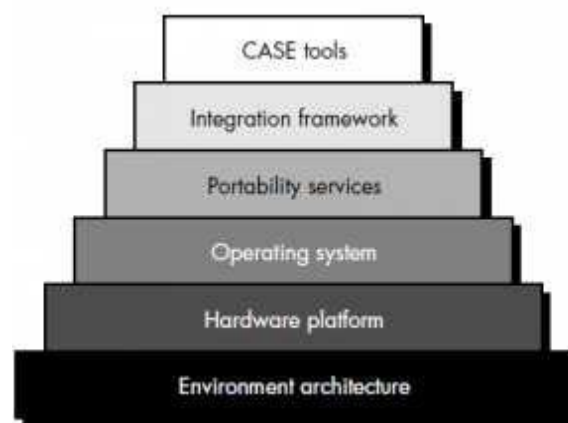 CASE tools
Integration framework
Portability services
Operating system
Hardware platform
Environment architecture